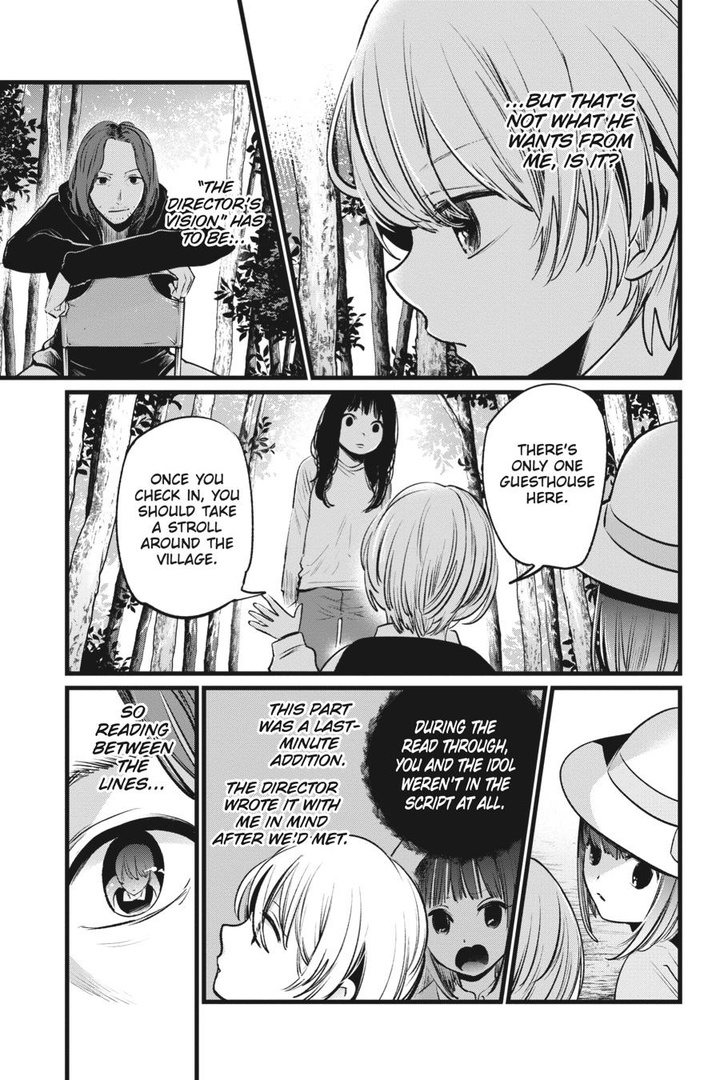 ...BUT THAT'S
NOT WHAT HE
WANTS FROM
ME, IS IT?
"THE
DIRECTOR'S
VISION" HAS
TO BE...
THERE'S
ONLY ONE
GUESTHOUSE
HERE.
ONCE YOU
CHECK IN, YOU
SHOULD TAKE
A STROLL
AROUND THE
VILLAGE.
DURING THE
READ THROUGH,
YOU AND THE IDOL
WEREN'T IN THE
SCRIPT AT ALL.
THIS PART
WAS A LAST-
MINUTE
ADDITION.
THE DIRECTOR
WROTE IT WITH
ME IN MIND
AFTER WE'D MET.
SO
READING
BETWEEN
THE
LINES...